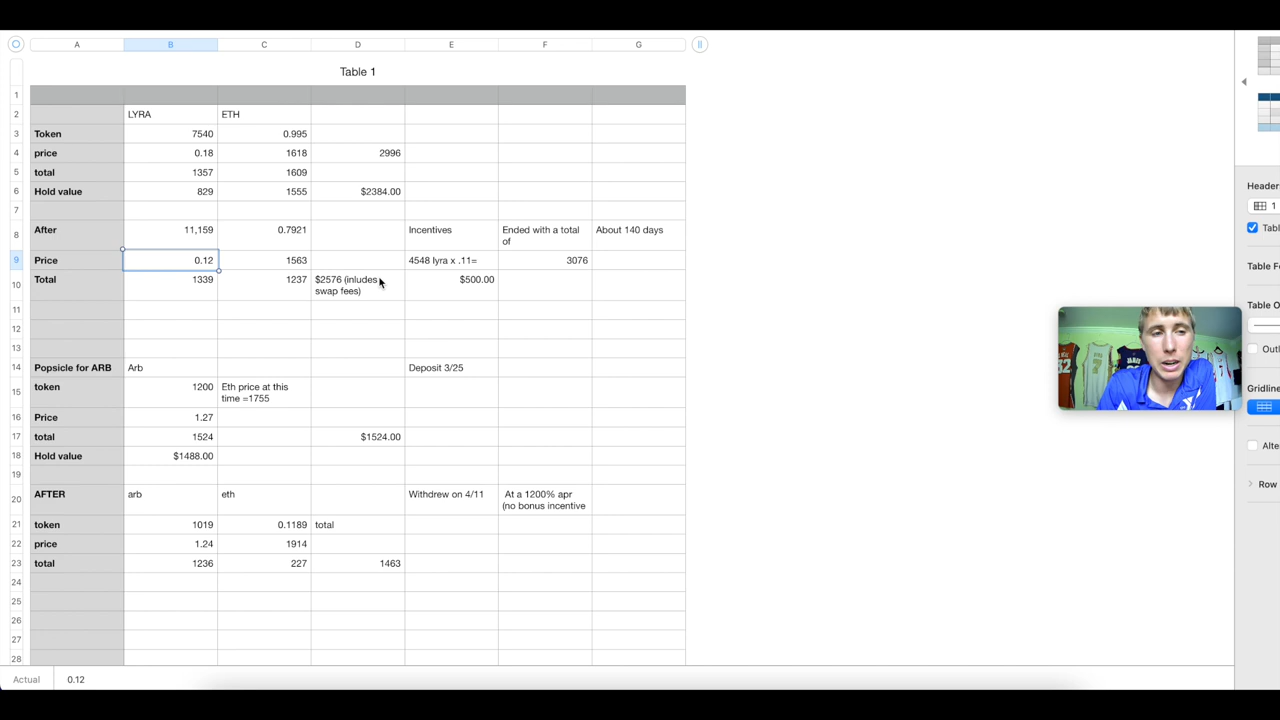 A B C D E F G
Table 1
1
2 LYRA ETH
3 Token 7540 0.995
4 price 0.18 1618 2996
5 total 1357 1609
6 Hold value 829 1555 $2384.00
7
8 After 11,159 0.7921 Incentives Ended with a total About 140 days
of
9 Price 0.12 1563 4548 lyra x .11= 3076
10 Total 1339 1237 $2576 (inludes $500.00
swap fees)
11
12
13
14 Popsicle for ARB Arb Deposit 3/25
15 token 1200 Eth price at this
time =1755
16 Price 1.27
17 total 1524 $1524.00
18 Hold value $1488.00
19
20 AFTER arb eth Withdrew on 4/11 At a 1200% apr
(no bonus incentive
21 token 1019 0.1189 total
22 price 1.24 1914
23 total 1236 227 1463
24
25
26
27
28
Actual 0.12
Header
1
Tabl
Table Fo
Table O
Outl
Gridline
Alte
Row